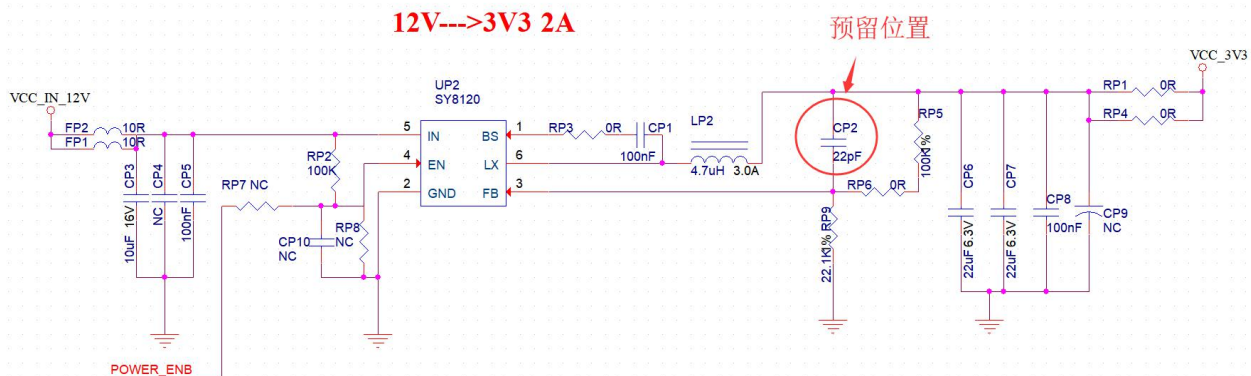 12V--->3V3 2A
预留位置
VCC_3V3
VCC_IN_12V
UP2
SY8120
RP1 0R
FP2 10R
FP1 10R
5 IN BS 1
4 EN LX 6
2 GND FB 3
RP3 0R
CP1
100nF
LP2
4.7uH 3.0A
CP2
22pF
RP5
100K 1%
RP4 0R
RP2
100K
CP3
10uF 16V
CP4
NC
CP5
100nF
RP7 NC
RP8
NC
CP10
NC
RP6 0R
RP9
22.1K 1%
CP6
22uF 6.3V
CP7
22uF 6.3V
CP8
100nF
CP9
NC
POWER_ENB